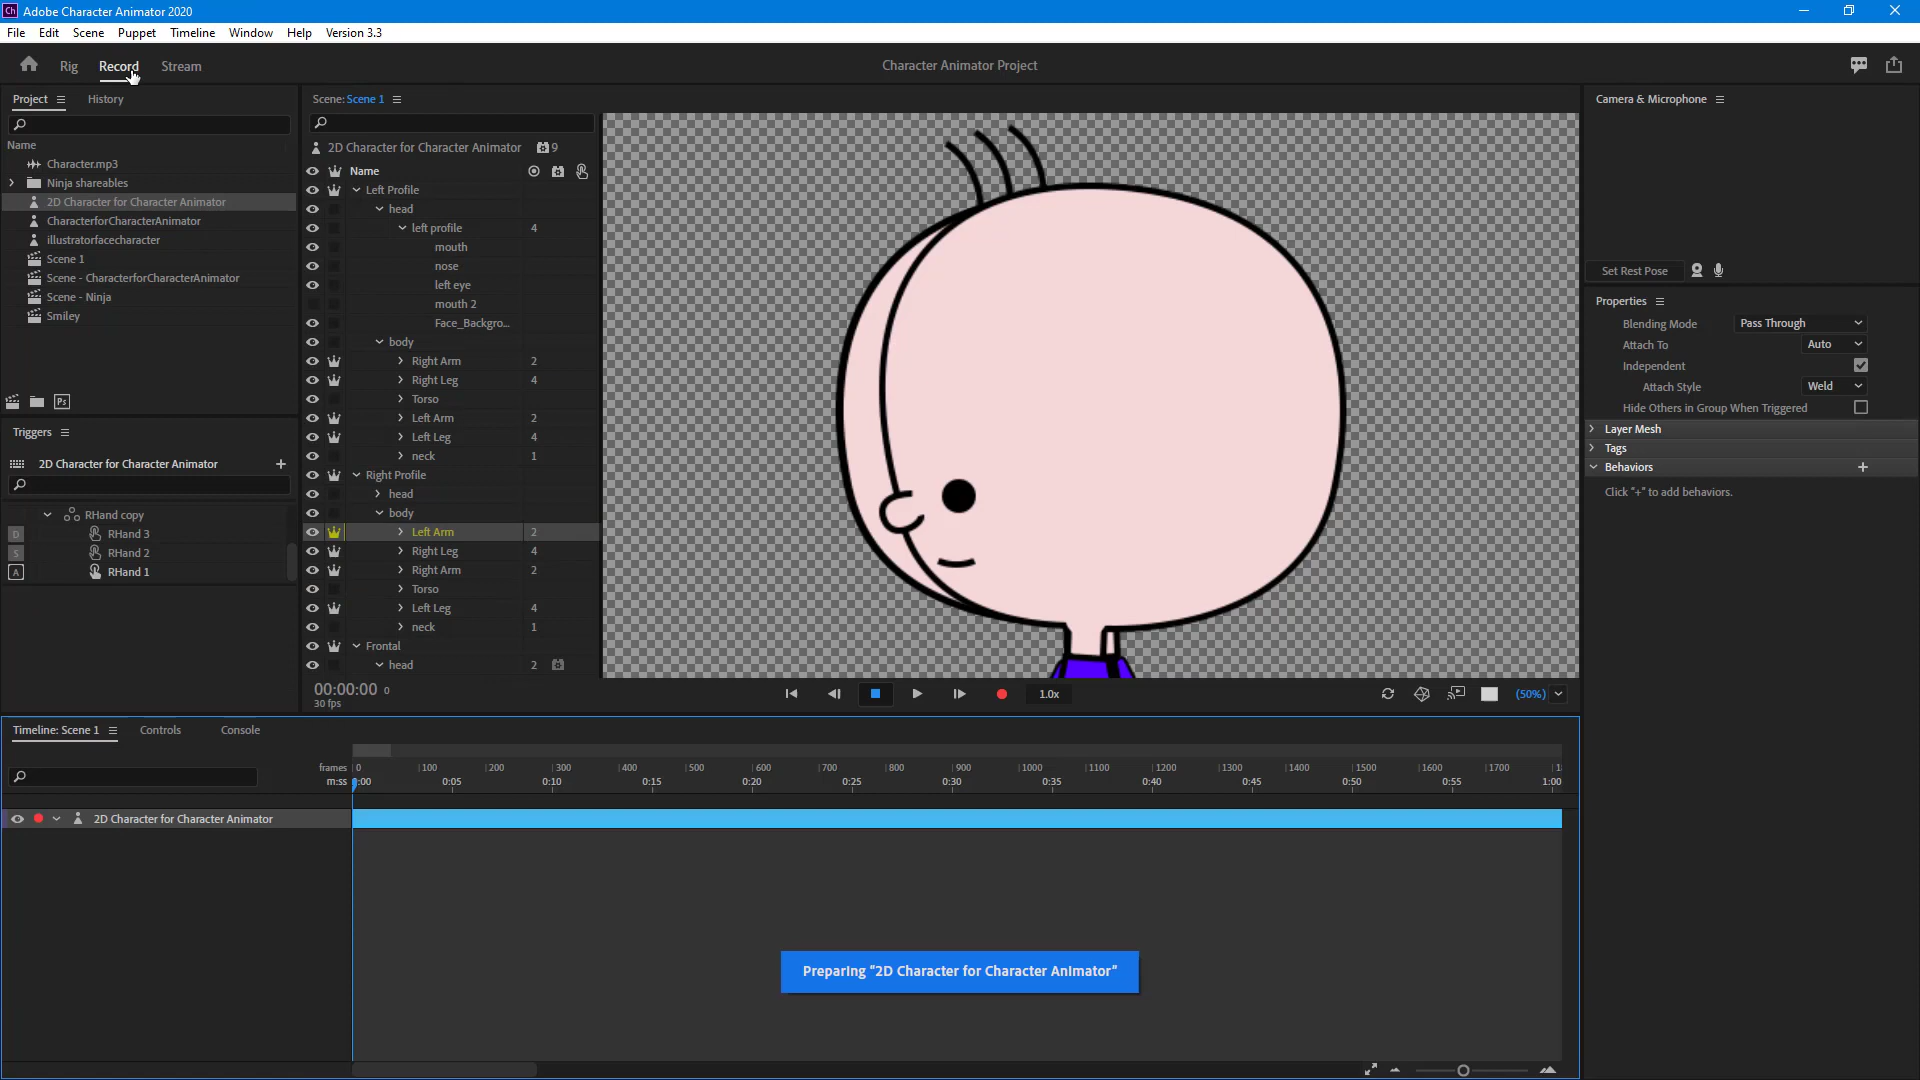 Ch Adobe Character Animator 2020
File Edit Scene Puppet Timeline Window Help Version 3.3
Rig Record Stream
Character Animator Project
Project History
Name
Character.mp3
Ninja shareables
2D Character for Character Animator
CharacterforCharacterAnimator
illustratorfacecharacter
Scene 1
Scene - CharacterforCharacterAnimator
Scene - Ninja
Smiley
Ps
Triggers
2D Character for Character Animator
RHand copy
D RHand 3
S RHand 2
A RHand 1
Scene: Scene 1
2D Character for Character Animator 9
Name
Left Profile
head
left profile 4
mouth
nose
left eye
mouth 2
Face_Backgro...
body
Right Arm 2
Right Leg 4
Torso
Left Arm 2
Left Leg 4
neck 1
Right Profile
head
body
Left Arm 2
Right Leg 4
Right Arm 2
Torso
Left Leg 4
neck 1
Frontal
head 2
00:00:00 0
30 fps
1.0x
(50%)
Camera & Microphone
Set Rest Pose
Properties
Blending Mode Pass Through
Attach To Auto
Independent
Attach Style Weld
Hide Others in Group When Triggered
Layer Mesh
Tags
Behaviors
Click "+" to add behaviors.
Timeline: Scene 1 Controls Console
frames 0 100 200 300 400 500 600 700 800 900 1000 1100 1200 1300 1400 1500 1600 1700
m:ss 0:00 0:05 0:10 0:15 0:20 0:25 0:30 0:35 0:40 0:45 0:50 0:55 1:00
2D Character for Character Animator
Preparing "2D Character for Character Animator"